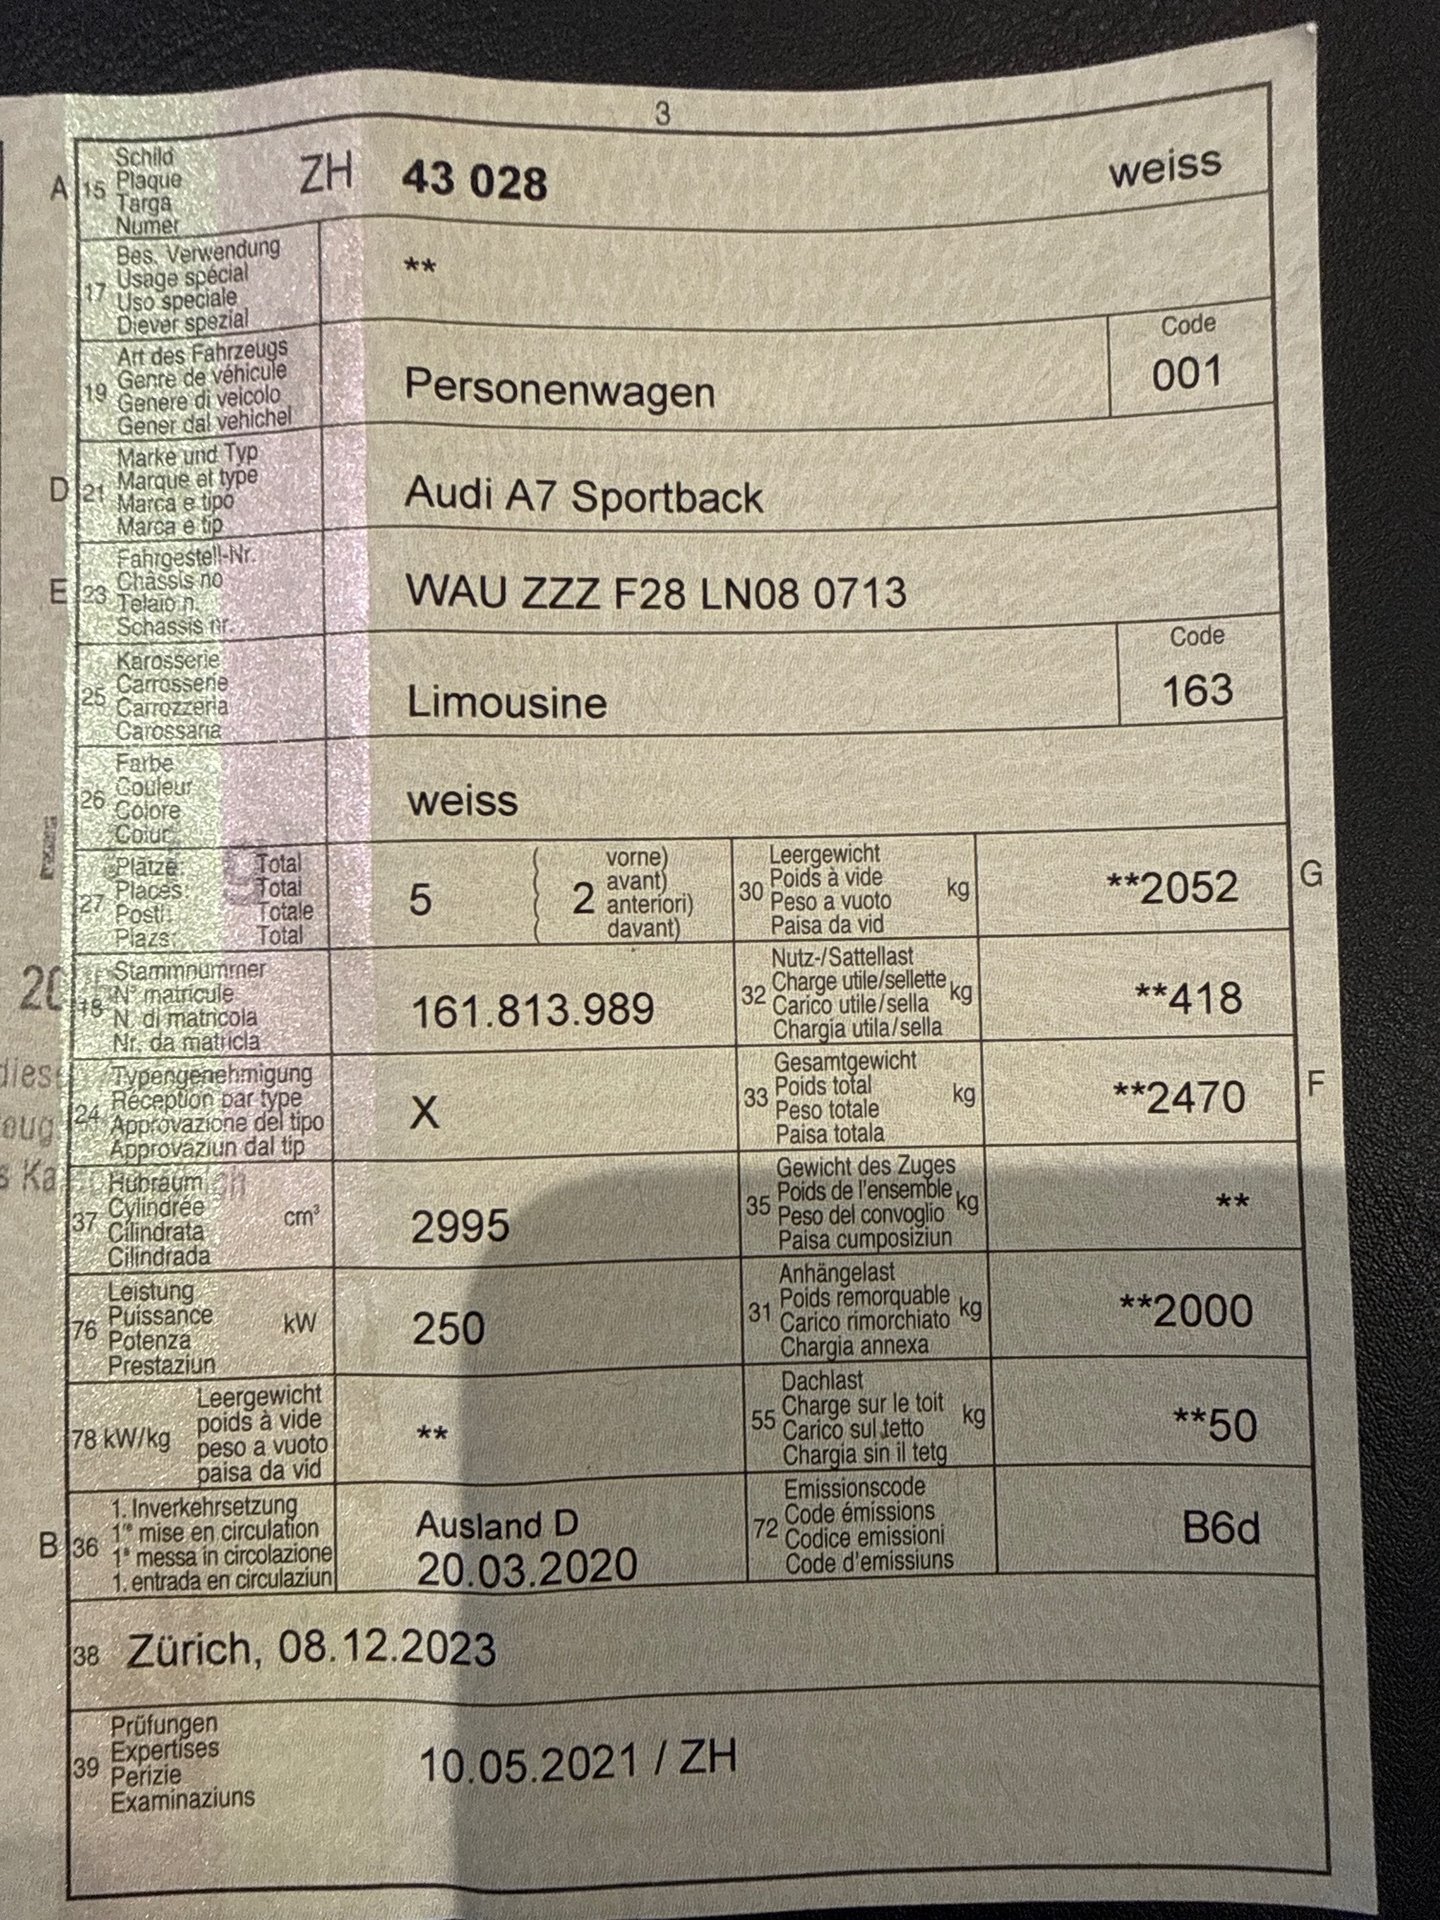 3
A 15 Schild
Plaque
Targa
Numer
ZH 43 028 weiss
17 Bes. Verwendung
Usage spécial
Uso speciale
Diever spezial
**
19 Art des Fahrzeugs
Genre de véhicule
Genere di veicolo
Gener dal vehichel
Personenwagen
Code
001
D 21 Marke und Typ
Marque et type
Marca e tipo
Marca e tip
Audi A7 Sportback
E 23 Fahrgestell-Nr.
Châssis no
Telaio n.
Schassis nr.
WAU ZZZ F28 LN08 0713
25 Karosserie
Carrosserie
Carrozzeria
Carossaria
Limousine
Code
163
26 Farbe
Couleur
Colore
Colur
weiss
27 Plätze: Total
Places: Total
Posti: Totale
Plazs: Total
5
( vorne)
( 2 avant)
( anteriori)
( davant)
30 Leergewicht
Poids à vide kg
Peso a vuoto
Paisa da vid
**2052 G
18 Stammnummer
N° matricule
N. di matricola
Nr. da matricla
161.813.989
32 Nutz-/Sattellast
Charge utile/sellette kg
Carico utile/sella
Chargia utila/sella
**418
24 Typengenehmigung
Réception par type
Approvazione del tipo
Approvaziun dal tip
X
33 Gesamtgewicht
Poids total kg
Peso totale
Paisa totala
**2470 F
37 Hubraum
Cylindrée cm³
Cilindrata
Cilindrada
2995
35 Gewicht des Zuges
Poids de l'ensemble kg
Peso del convoglio
Paisa cumposiziun
**
76 Leistung
Puissance kW
Potenza
Prestaziun
250
31 Anhängelast
Poids remorquable kg
Carico rimorchiato
Chargia annexa
**2000
78 kW/kg Leergewicht
poids à vide
peso a vuoto
paisa da vid
**
55 Dachlast
Charge sur le toit kg
Carico sul tetto
Chargia sin il tetg
**50
B 36 1. Inverkehrsetzung
1re mise en circulation
1a messa in circolazione
1. entrada en circulaziun
Ausland D
20.03.2020
72 Emissionscode
Code émissions
Codice emissioni
Code d'emissiuns
B6d
38 Zürich, 08.12.2023
39 Prüfungen
Expertises
Perizie
Examinaziuns
10.05.2021 / ZH